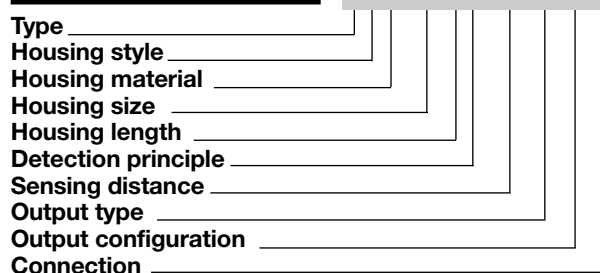 Type
Housing style
Housing material
Housing size
Housing length
Detection principle
Sensing distance
Output type
Output configuration
Connection